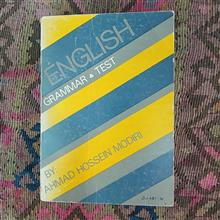 ENGLISH
GRAMMAR & TEST
BY
AHMAD HOSSEIN MODIRI